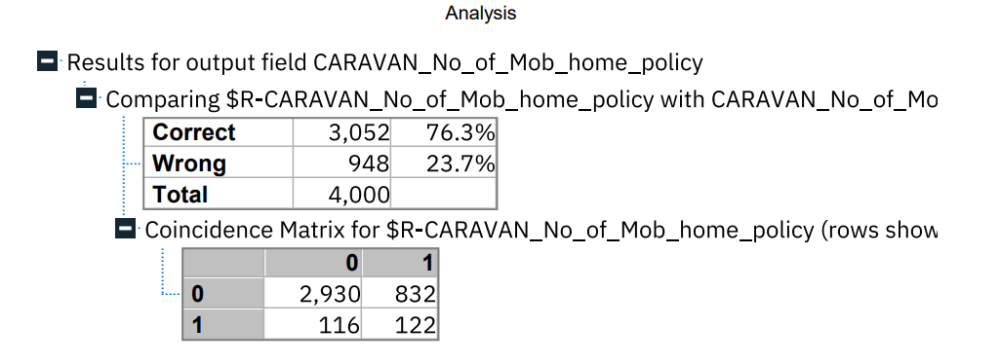 Analysis
Results for output field CARAVAN_No_of_Mob_home_policy
Comparing $R-CARAVAN_No_of_Mob_home_policy with CARAVAN_No_of_Mo
Correct 3,052 76.3%
Wrong 948 23.7%
Total 4,000
Coincidence Matrix for $R-CARAVAN_No_of_Mob_home_policy (rows show
0 1
0 2,930 832
1 116 122